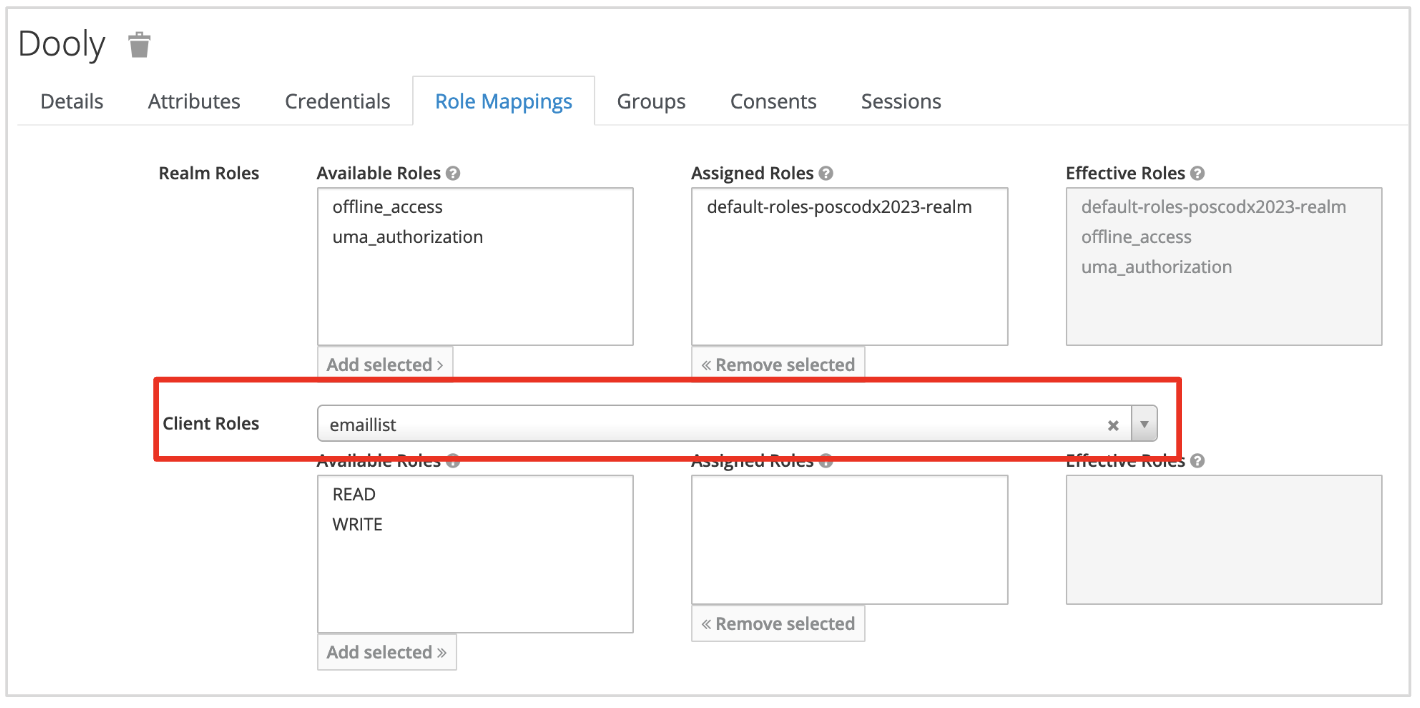 Dooly
Details Attributes Credentials Role Mappings Groups Consents Sessions
Realm Roles Available Roles Assigned Roles Effective Roles
offline_access default-roles-poscodx2023-realm default-roles-poscodx2023-realm
uma_authorization offline_access
uma_authorization
Add selected › « Remove selected
Client Roles emaillist
Available Roles Assigned Roles Effective Roles
READ
WRITE
« Remove selected
Add selected »